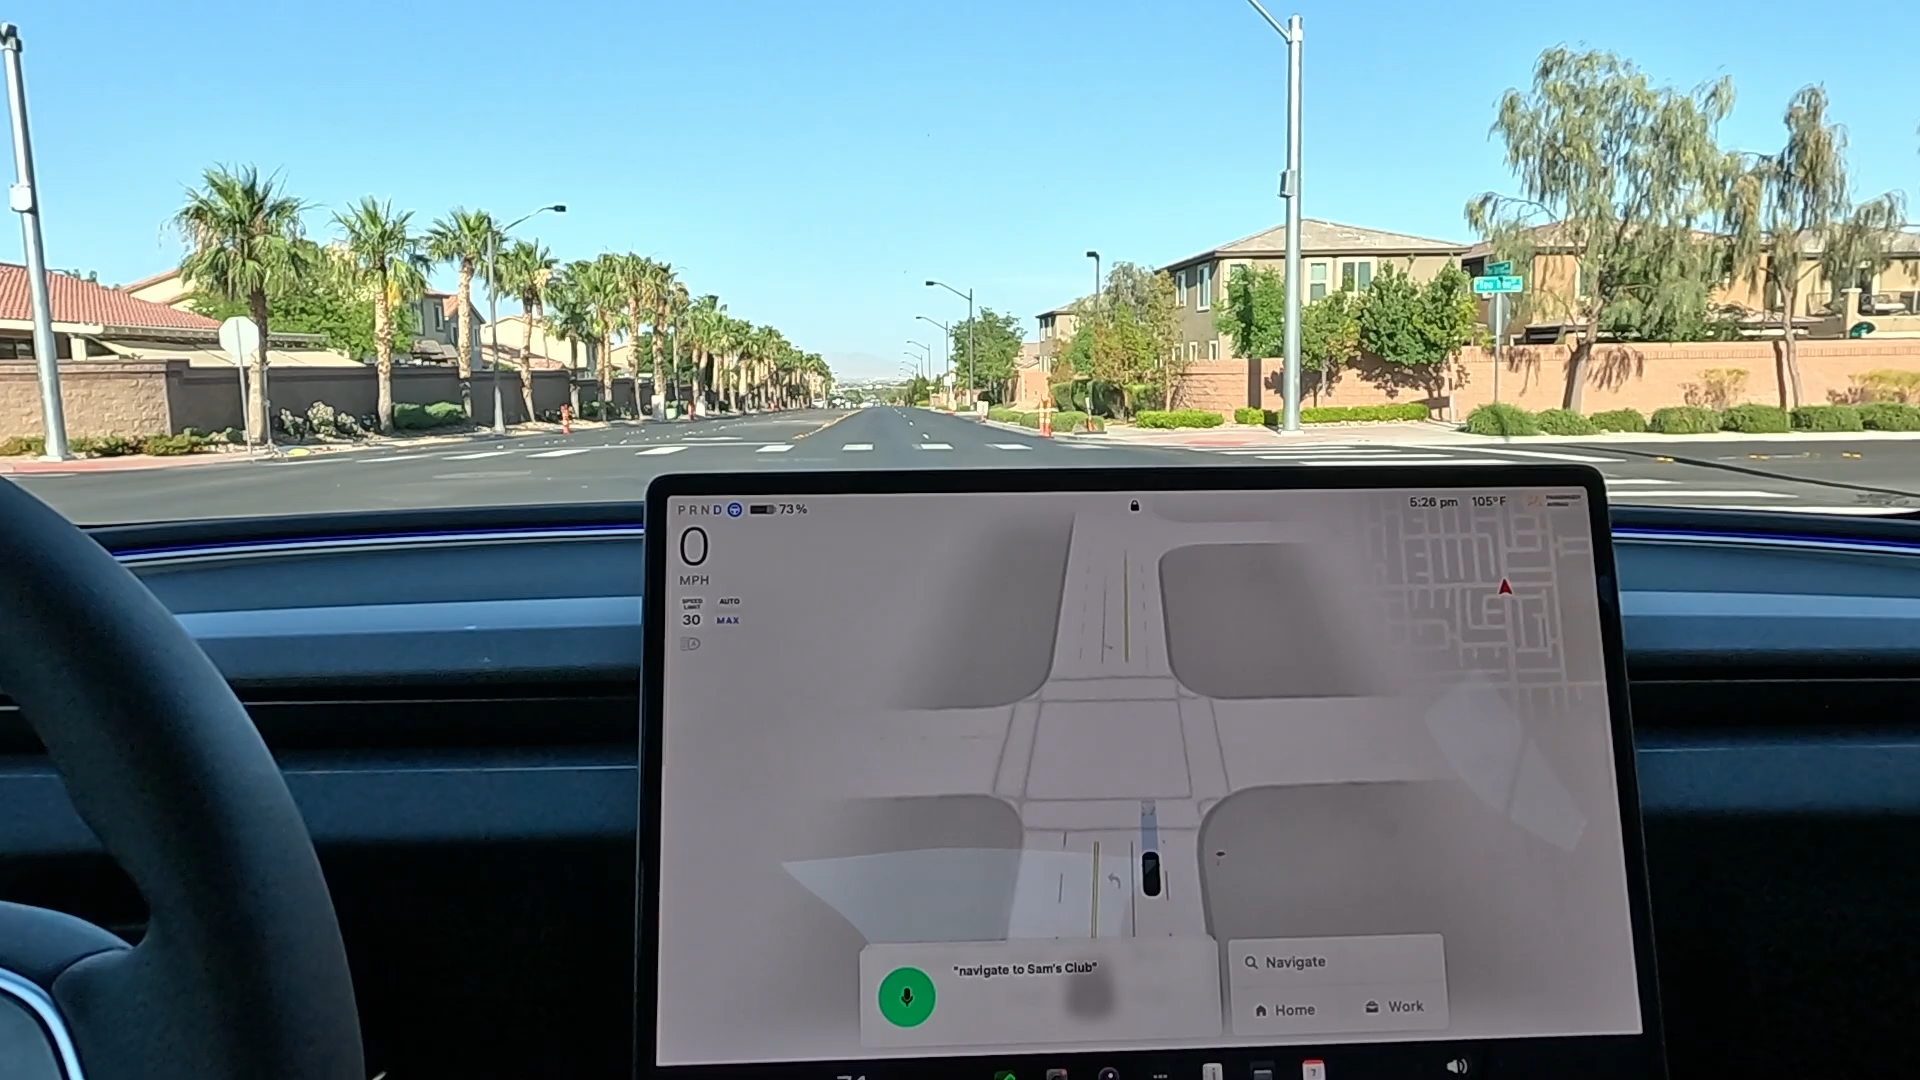 P R N D 73%
5:26 pm 105°F
0
MPH
SPEED LIMIT
30
AUTO
MAX
"navigate to Sam's Club"
Navigate
Home
Work